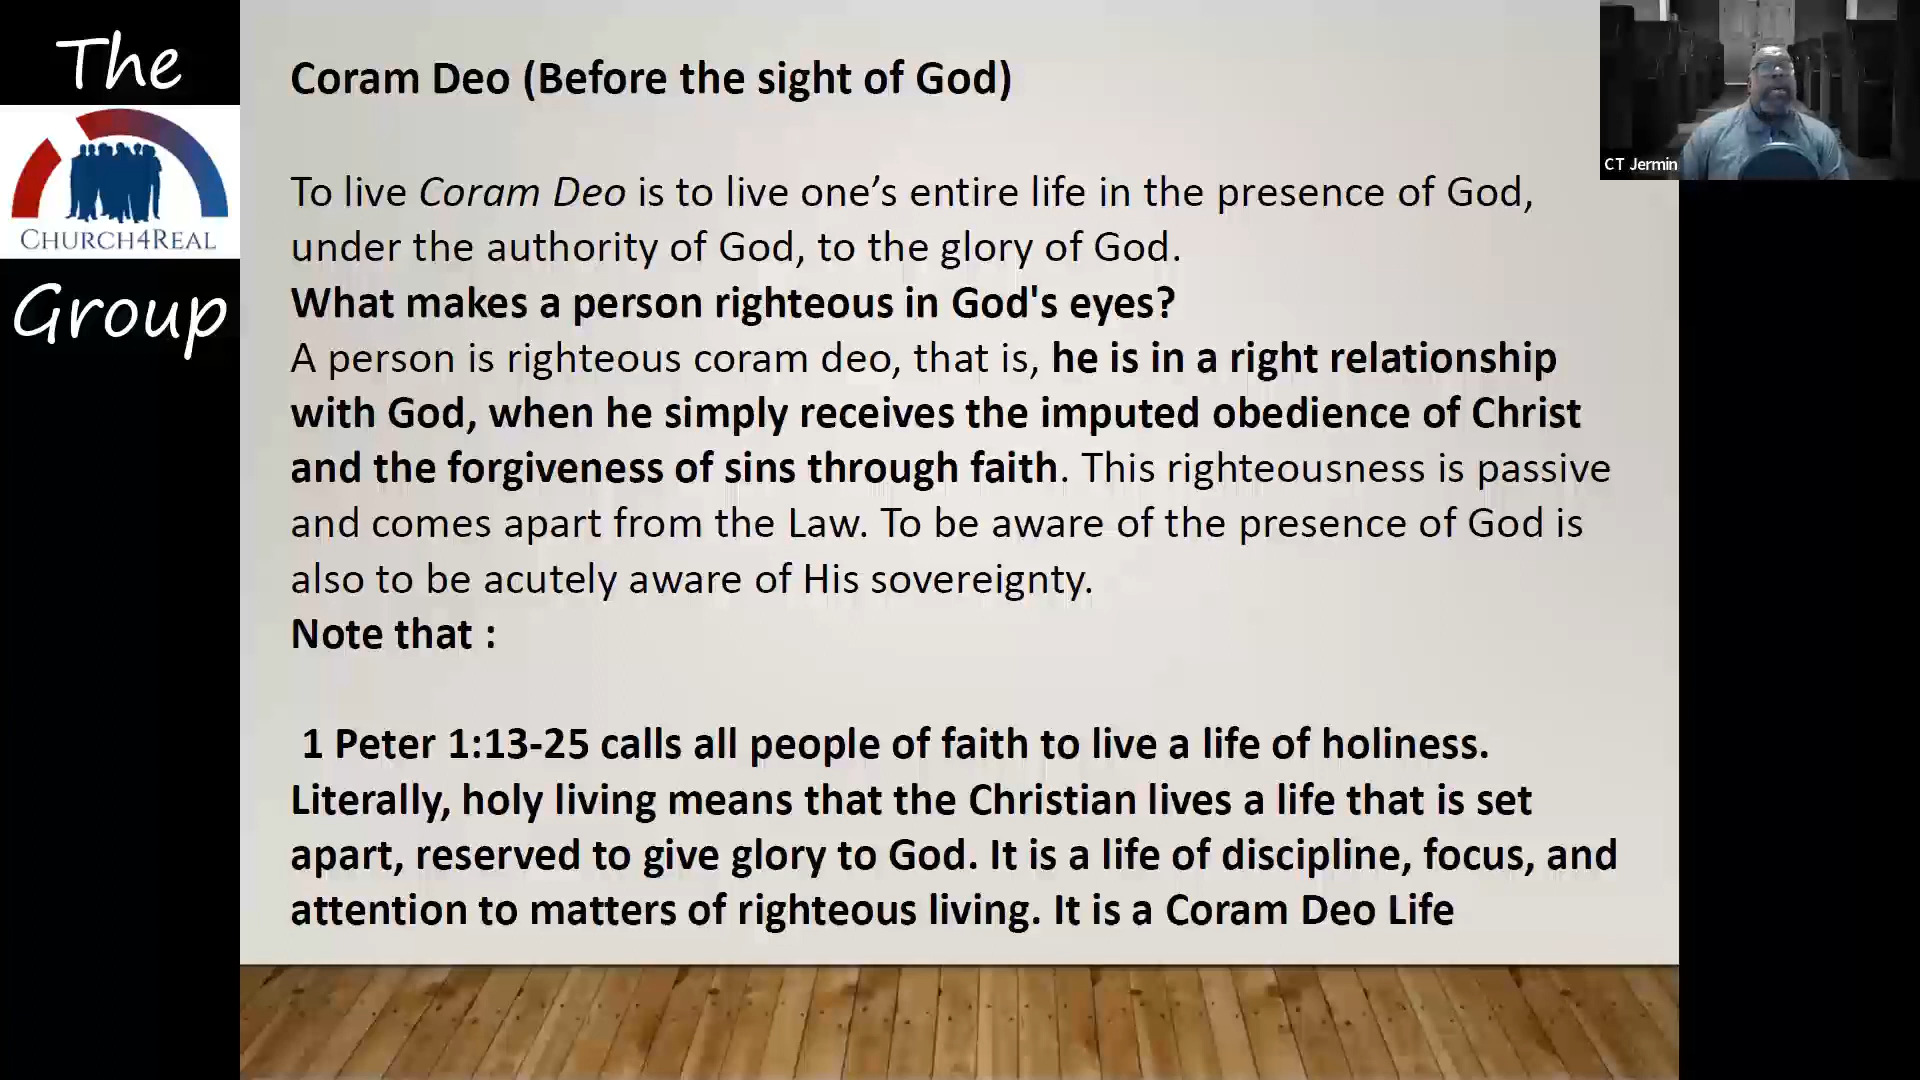 The
CHURCH4REAL
Group
Coram Deo (Before the sight of God)
To live Coram Deo is to live one’s entire life in the presence of God,
under the authority of God, to the glory of God.
What makes a person righteous in God's eyes?
A person is righteous coram deo, that is, he is in a right relationship
with God, when he simply receives the imputed obedience of Christ
and the forgiveness of sins through faith. This righteousness is passive
and comes apart from the Law. To be aware of the presence of God is
also to be acutely aware of His sovereignty.
Note that :
1 Peter 1:13-25 calls all people of faith to live a life of holiness.
Literally, holy living means that the Christian lives a life that is set
apart, reserved to give glory to God. It is a life of discipline, focus, and
attention to matters of righteous living. It is a Coram Deo Life
CT Jermin